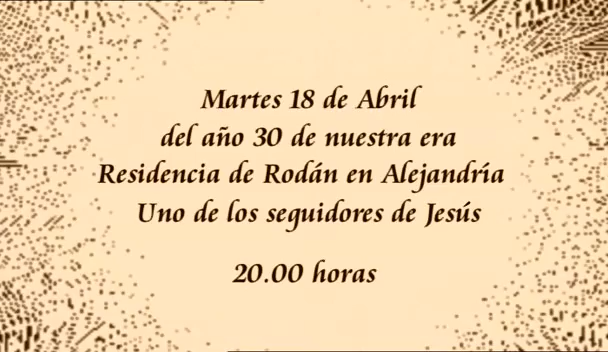 Martes 18 de Abril
del año 30 de nuestra era
Residencia de Rodán en Alejandría
Uno de los seguidores de Jesús
20.00 horas